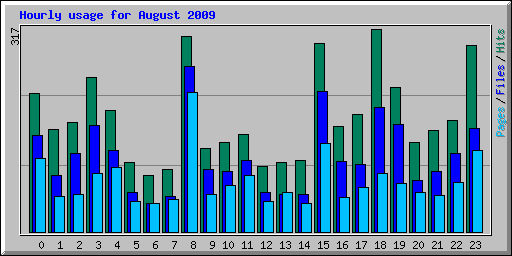 Hourly usage for August 2009
317
Pages / Files / Hits
0 1 2 3 4 5 6 7 8 9 10 11 12 13 14 15 16 17 18 19 20 21 22 23